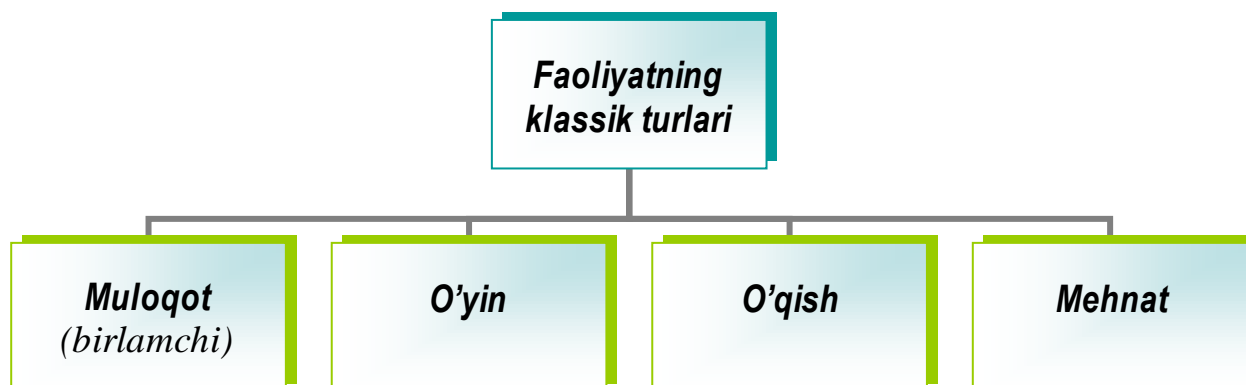 Faoliyatning
klassik turlari
Muloqot
(birlamchi)
O’yin
O’qish
Mehnat